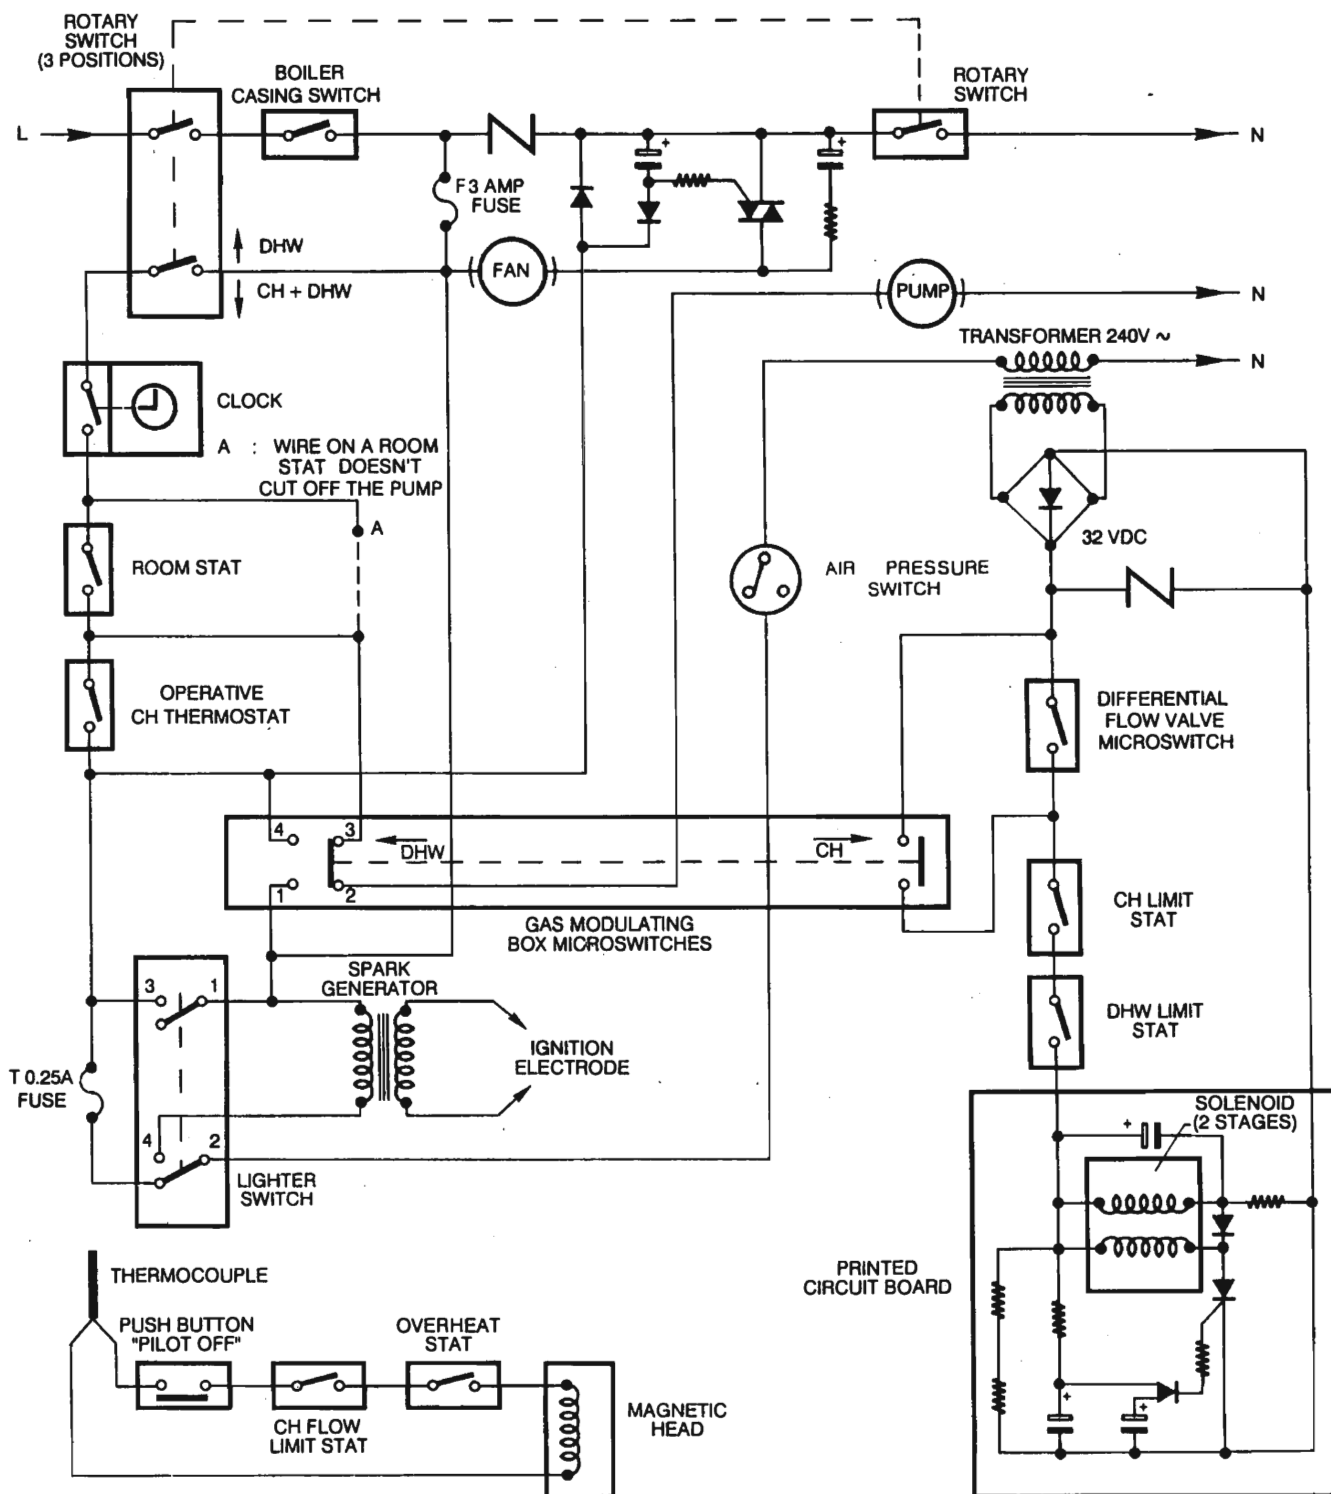 ROTARY
SWITCH
(3 POSITIONS)
BOILER
CASING SWITCH
ROTARY
SWITCH
L
+
+
N
F 3 AMP
FUSE
DHW
CH + DHW
FAN
PUMP
N
TRANSFORMER 240V ~
N
CLOCK
A : WIRE ON A ROOM
STAT DOESN'T
CUT OFF THE PUMP
A
32 VDC
ROOM STAT
AIR PRESSURE
SWITCH
OPERATIVE
CH THERMOSTAT
DIFFERENTIAL
FLOW VALVE
MICROSWITCH
4
3
DHW
CH
1
2
GAS MODULATING
BOX MICROSWITCHES
CH LIMIT
STAT
3
1
SPARK
GENERATOR
DHW LIMIT
STAT
IGNITION
ELECTRODE
T 0.25A
FUSE
4
2
LIGHTER
SWITCH
SOLENOID
(2 STAGES)
+
THERMOCOUPLE
PRINTED
CIRCUIT BOARD
PUSH BUTTON
"PILOT OFF"
OVERHEAT
STAT
CH FLOW
LIMIT STAT
MAGNETIC
HEAD
+
+